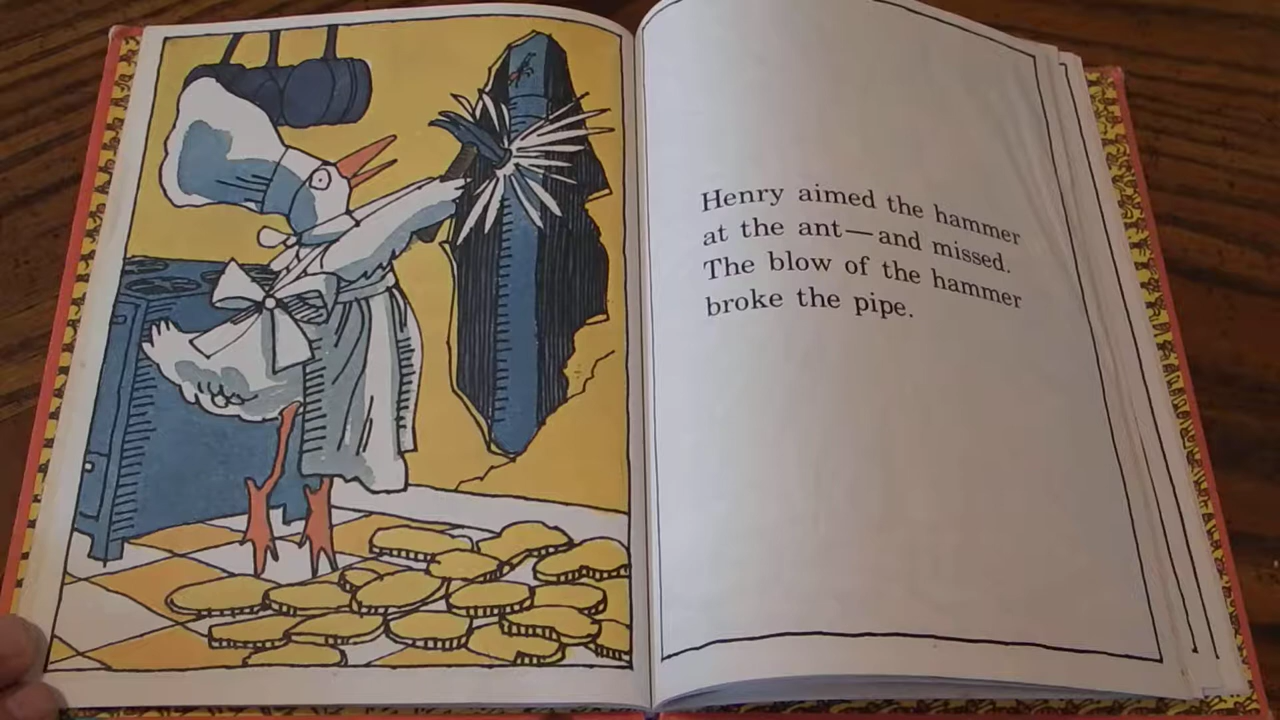 Henry aimed the hammer
at the ant—and missed.
The blow of the hammer
broke the pipe.